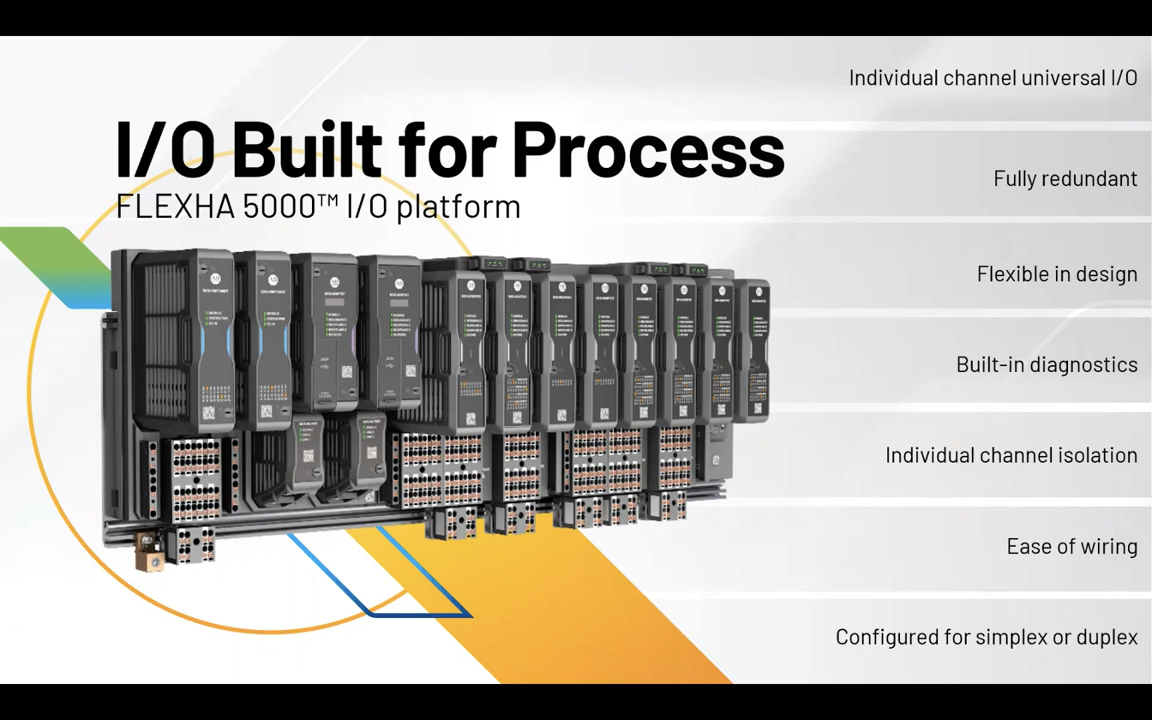 I/O Built for Process
FLEXHA 5000™ I/O platform
Individual channel universal I/O
Fully redundant
Flexible in design
Built-in diagnostics
Individual channel isolation
Ease of wiring
Configured for simplex or duplex